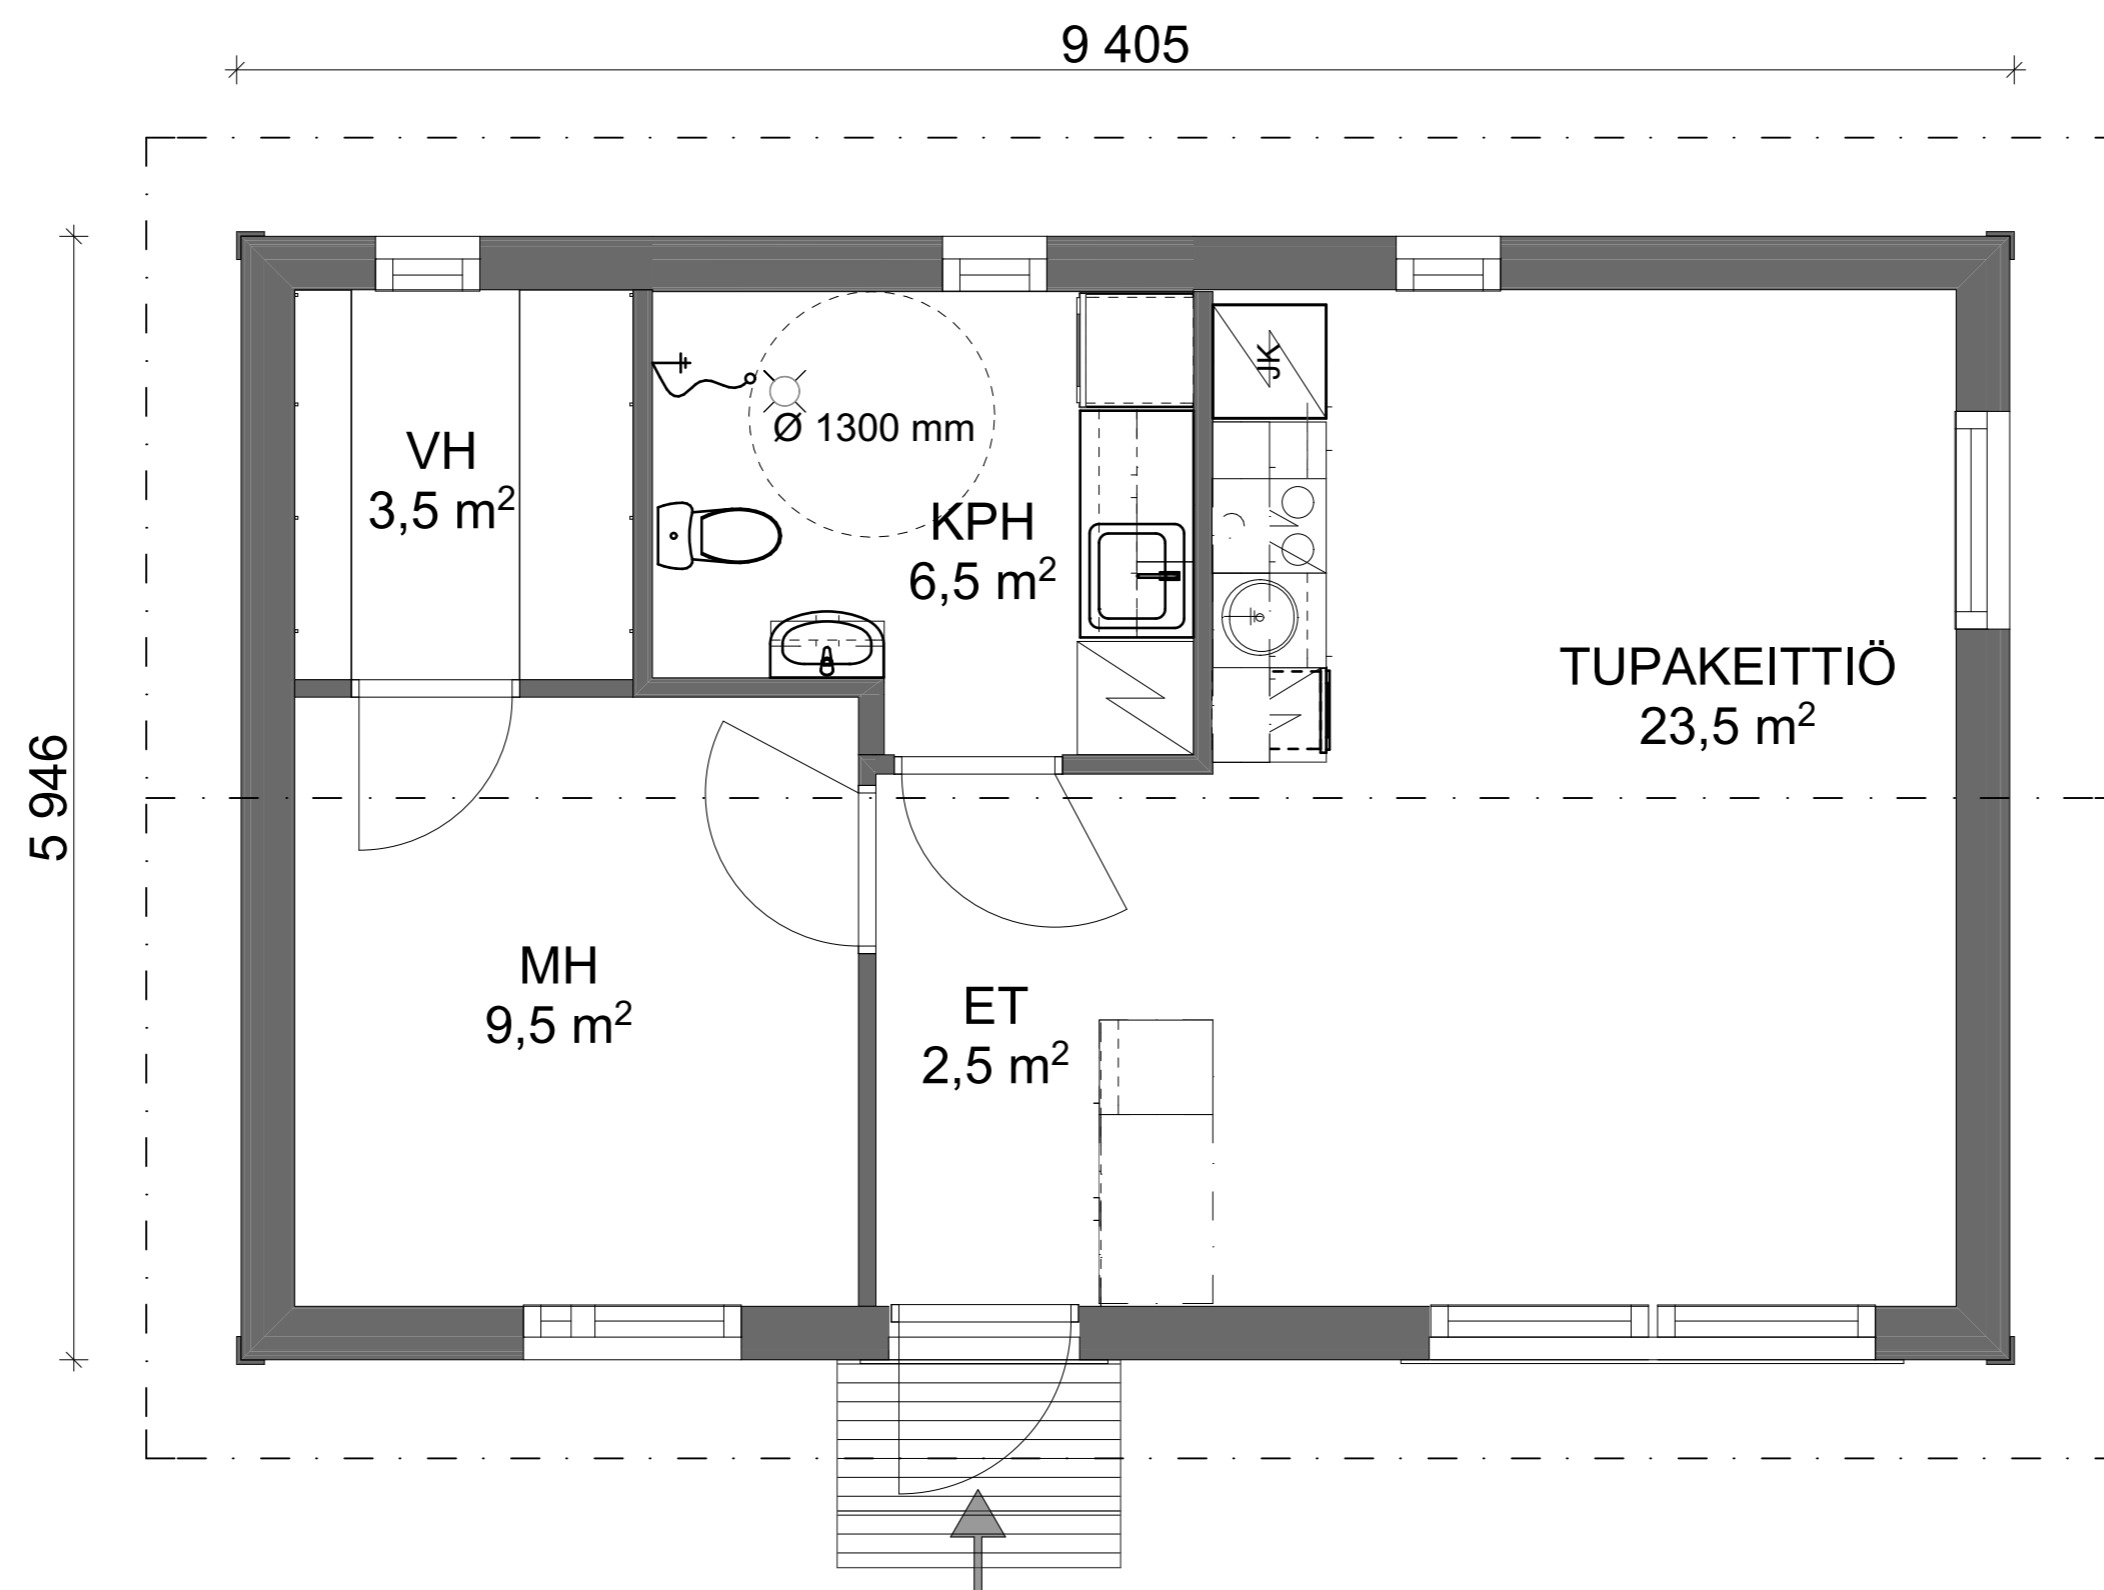 9 405
JK
Ø 1300 mm
VH
3,5 m²
KPH
6,5 m²
TUPAKEITTIÖ
23,5 m²
5 946
MH
9,5 m²
ET
2,5 m²